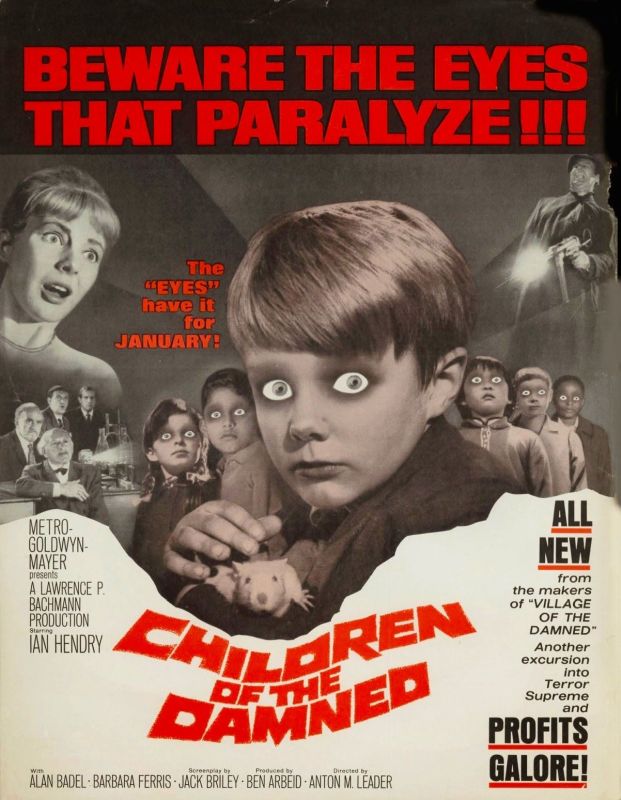 BEWARE THE EYES
THAT PARALYZE!!!
The
"EYES"
have it
for
JANUARY!
METRO-
GOLDWYN-
MAYER
presents
A LAWRENCE P.
BACHMANN
PRODUCTION
Starring
IAN HENDRY
CHILDREN
OF THE
DAMNED
ALL
NEW
from
the makers
of "VILLAGE
OF THE
DAMNED"
Another
excursion
into
Terror
Supreme
and
PROFITS
GALORE!
With Screenplay by Produced by Directed by
ALAN BADEL · BARBARA FERRIS · JACK BRILEY · BEN ARBEID · ANTON M. LEADER